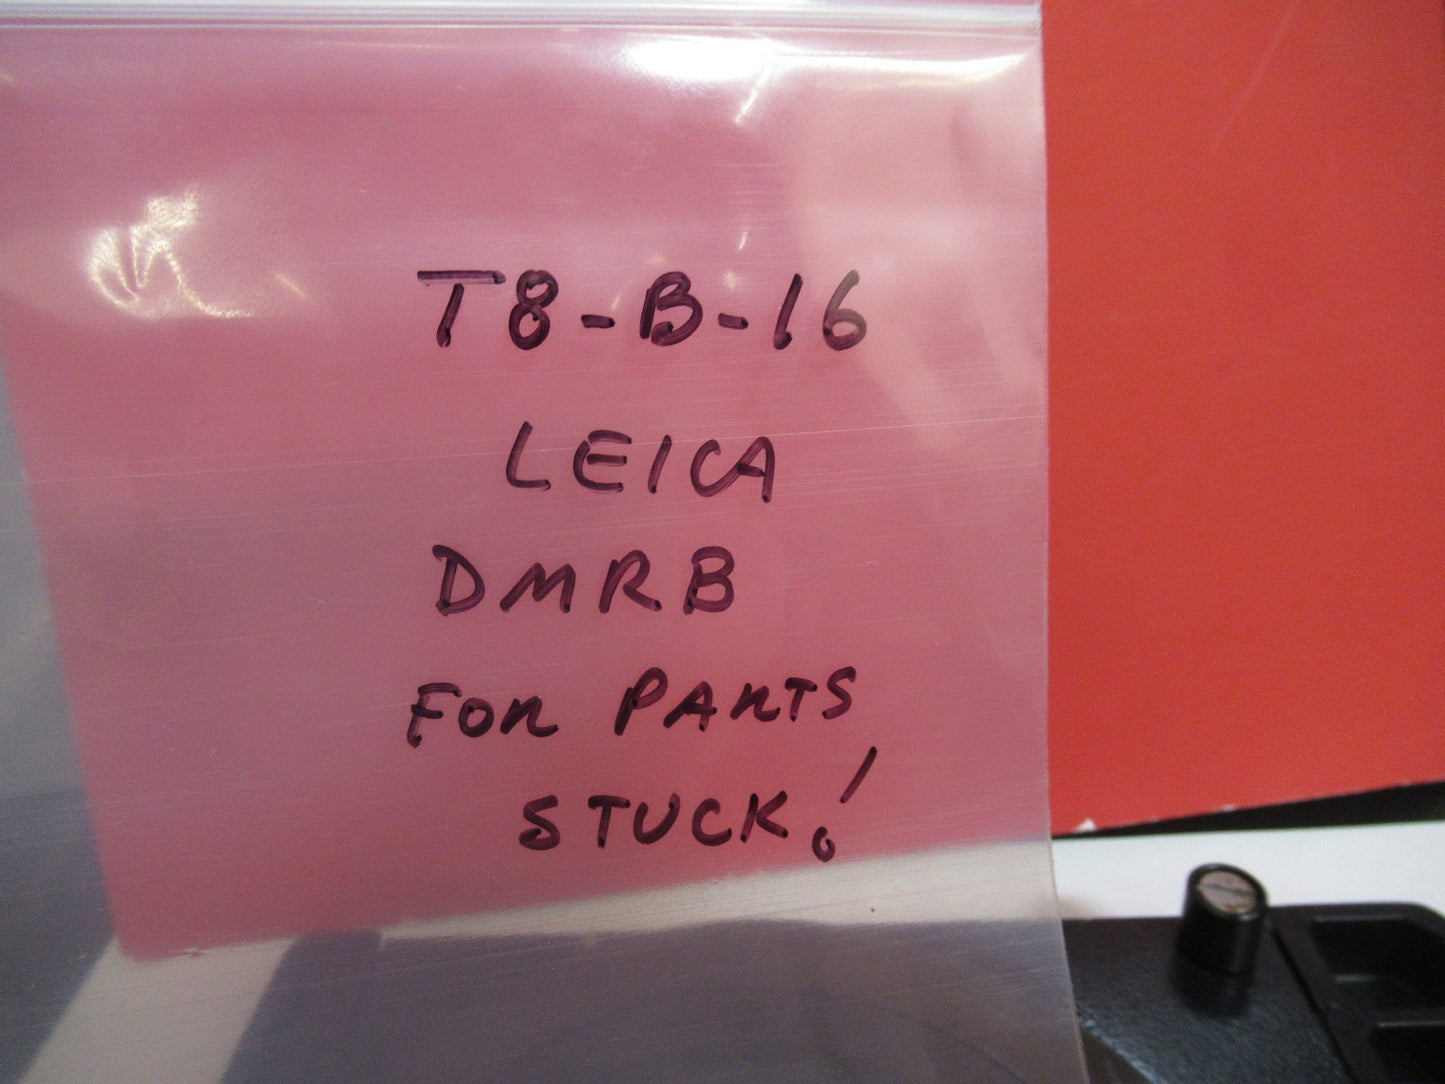 T8-B-16
LEICA
DMRB
FOR PARTS
STUCK!